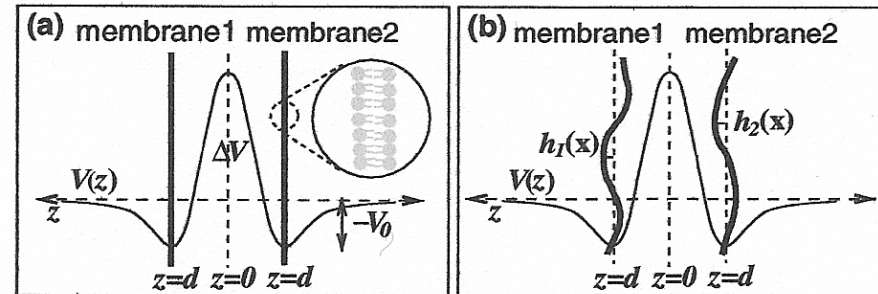 (a) membrane1 membrane2
ΔV
V(z)
z
−V₀
z=d z=0 z=d
(b) membrane1 membrane2
h₁(x)
h₂(x)
V(z)
z
z=d z=0 z=d